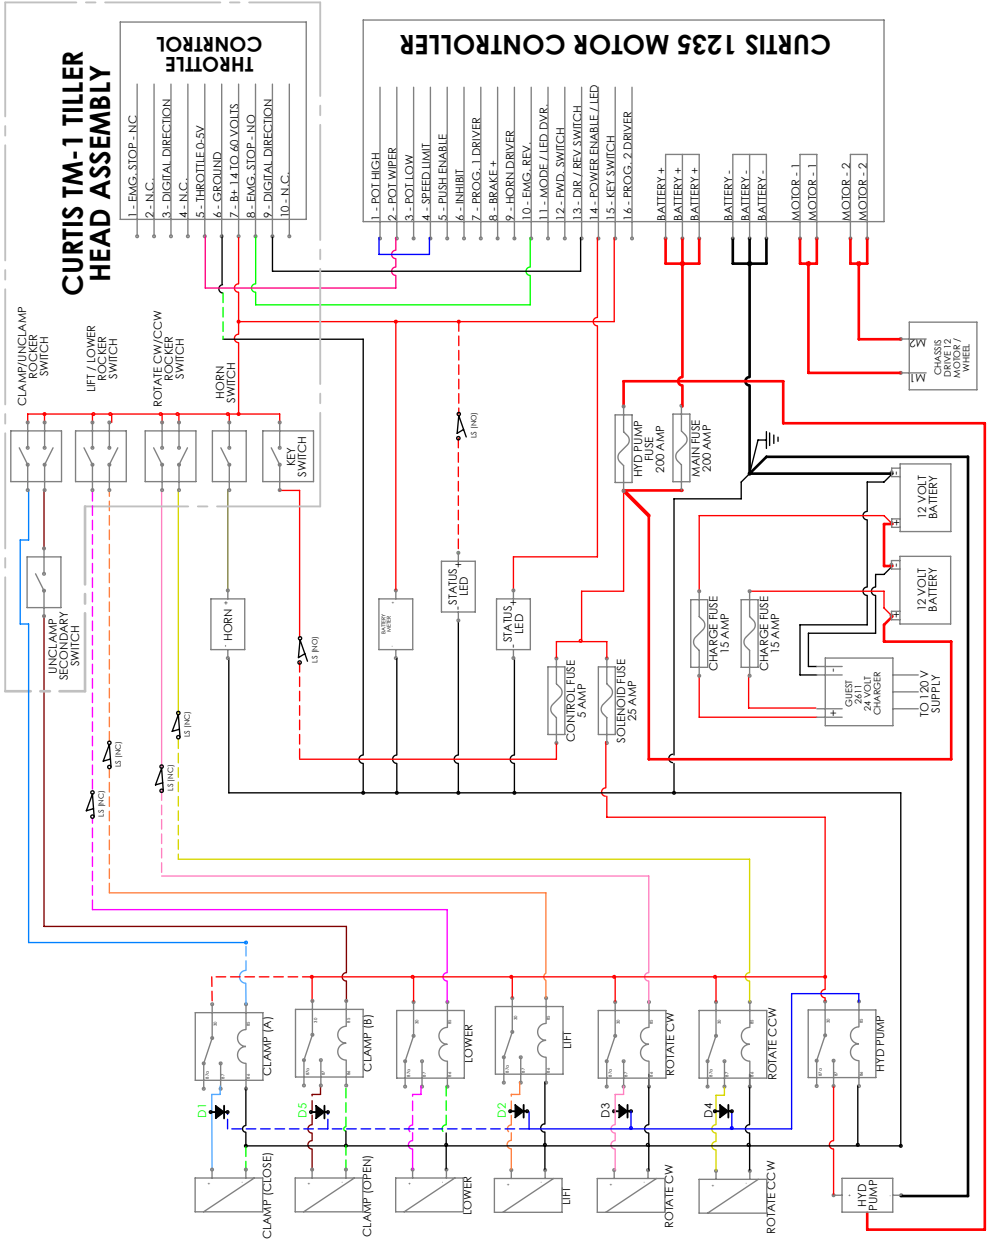 CURTIS TM-1 TILLER
HEAD ASSEMBLY
THROTTLE
CONRTROL
1 - EMG. STOP - NC
2 - N.C.
3 - DIGITAL DIRECTION
4 - N.C.
5 - THROTTLE 0-5V
6 - GROUND
7 - B+ 14 TO 60 VOLTS
8 - EMG. STOP - NO
9 - DIGITAL DIRECTION
10 - N.C.
CURTIS 1235 MOTOR CONTROLLER
1 - POT HIGH
2 - POT WIPER
3 - POT LOW
4 - SPEED LIMIT
5 - PUSH ENABLE
6 - INHIBIT
7 - PROG. 1 DRIVER
8 - BRAKE +
9 - HORN DRIVER
10 - EMG. REV.
11 - MODE / LED DVR.
12 - FWD. SWITCH
13 - DIR / REV SWITCH
14 - POWER ENABLE / LED
15 - KEY SWITCH
16 - PROG. 2 DRIVER
BATTERY +
BATTERY +
BATTERY +
BATTERY -
BATTERY -
BATTERY -
MOTOR - 1
MOTOR - 1
MOTOR - 2
MOTOR - 2
M2
M1
CHASSIS
DRIVE 12
MOTOR /
WHEEL
CLAMP/UNCLAMP
ROCKER
SWITCH
LIFT / LOWER
ROCKER
SWITCH
ROTATE CW/CCW
ROCKER
SWITCH
HORN
SWITCH
KEY
SWITCH
UNCLAMP
SECONDARY
SWITCH
LS (NO)
LS (NO)
LS (NC)
LS (NC)
LS (NC)
LS (NC)
- HORN +
BATTERY
METER
STATUS +
- LED
STATUS +
- LED
HYD PUMP
FUSE
200 AMP
MAIN FUSE
200 AMP
CONTROL FUSE
5 AMP
SOLENOID FUSE
25 AMP
CHARGE FUSE
15 AMP
CHARGE FUSE
15 AMP
- +
12 VOLT
BATTERY
- +
12 VOLT
BATTERY
- +
GUEST
2611
24 VOLT
CHARGER
TO 120 V
SUPPLY
CLAMP (A)
CLAMP (B)
LOWER
LIFT
ROTATE CW
ROTATE CCW
HYD PUMP
D1
D5
D2
D3
D4
CLAMP (CLOSE)
CLAMP (OPEN)
LOWER
LIFT
ROTATE CW
ROTATE CCW
HYD
PUMP